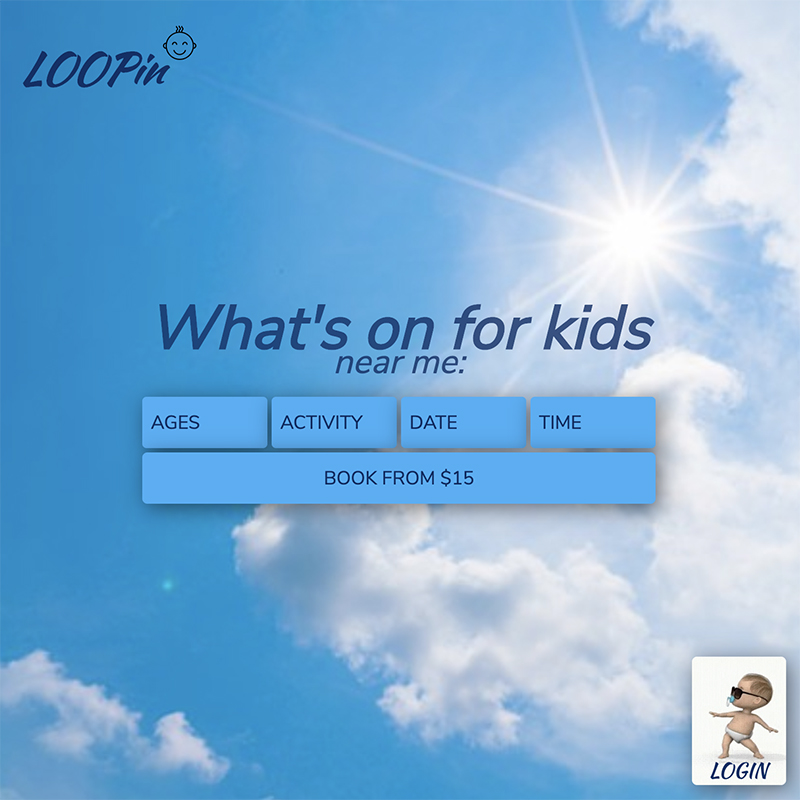 LOOPin
What's on for kids
near me:
AGES
ACTIVITY
DATE
TIME
BOOK FROM $15
LOGIN